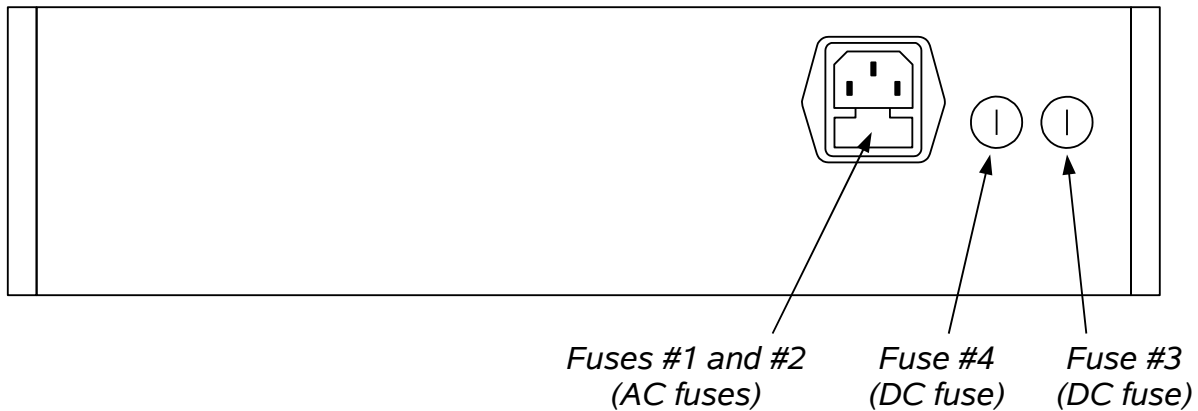 Fuses #1 and #2
(AC fuses)
Fuse #4
(DC fuse)
Fuse #3
(DC fuse)